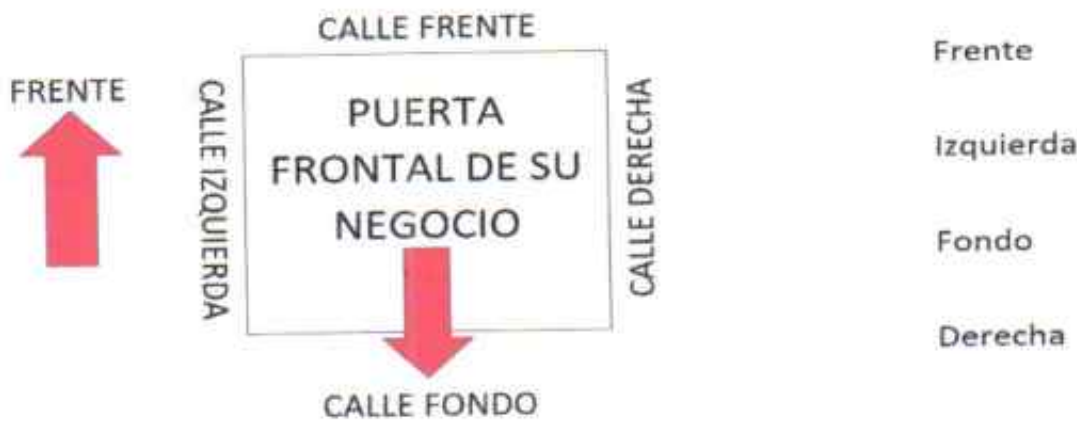 CALLE FRENTE
FRENTE
CALLE IZQUIERDA
PUERTA
FRONTAL DE SU
NEGOCIO
CALLE DERECHA
CALLE FONDO
Frente
Izquierda
Fondo
Derecha